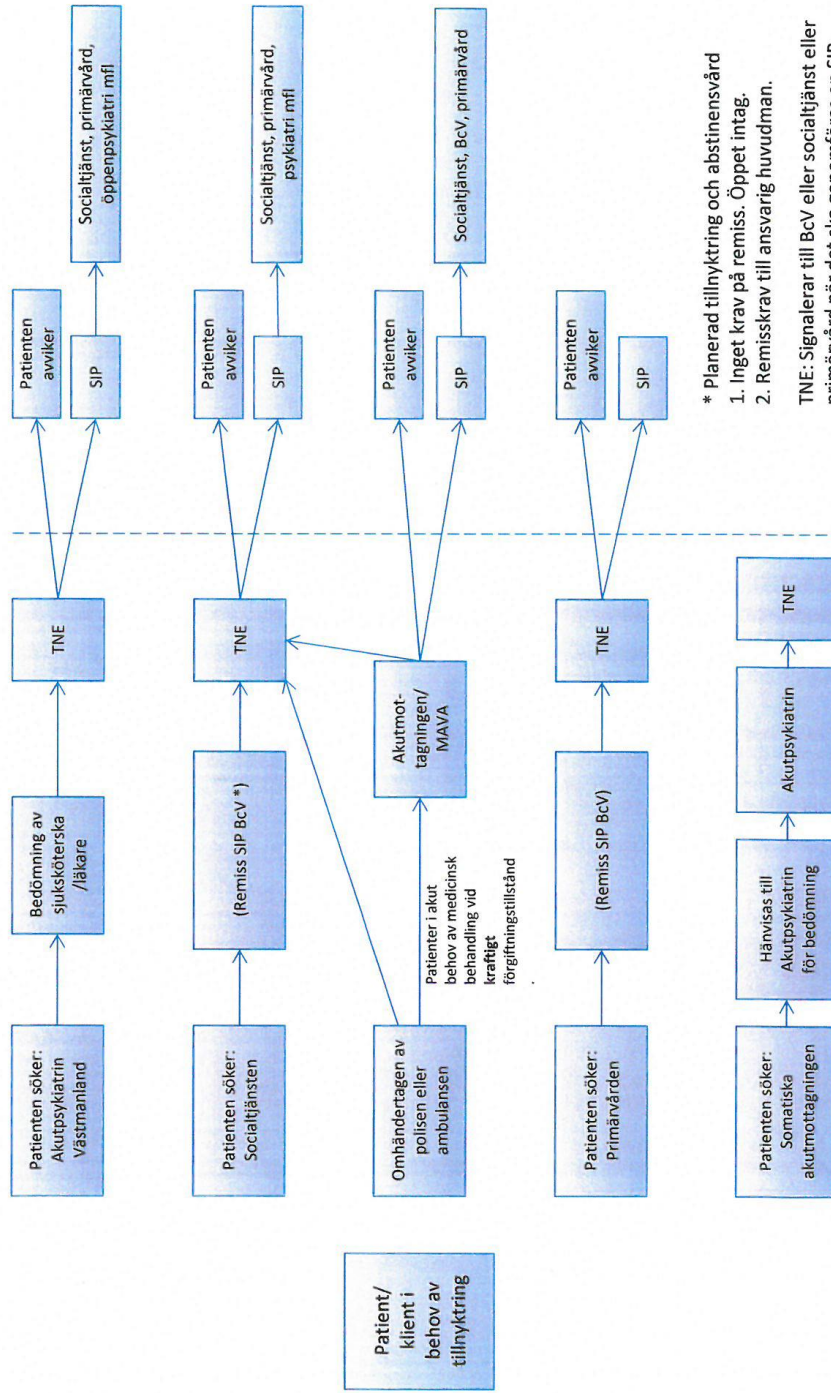 Patient/
klient i
behov av
tillnyktring
Patienten söker:
Akutpsykiatrin
Västmanland
Bedömning av
sjuksköterska
/läkare
TNE
Patienten
avviker
SIP
Socialtjänst, primärvård,
öppenpsykiatri mfl
Patienten söker:
Socialtjänsten
(Remiss SIP BcV *)
TNE
Patienten
avviker
SIP
Socialtjänst, primärvård,
psykiatri mfl
Omhändertagen av
polisen eller
ambulansen
Patienter i akut
behov av medicinsk
behandling vid
kraftigt
förgiftningstillstånd
.
Akutmot-
tagningen/
MAVA
Patienten
avviker
SIP
Socialtjänst, BcV, primärvård
Patienten söker:
Primärvården
(Remiss SIP BcV)
TNE
Patienten
avviker
SIP
Patienten söker:
Somatiska
akutmottagningen
Hänvisas till
Akutpsykiatrin
för bedömning
Akutpsykiatrin
TNE
* Planerad tillnyktring och abstinensvård
1. Inget krav på remiss. Öppet intag.
2. Remisskrav till ansvarig huvudman.
TNE: Signalerar till BcV eller socialtjänst eller